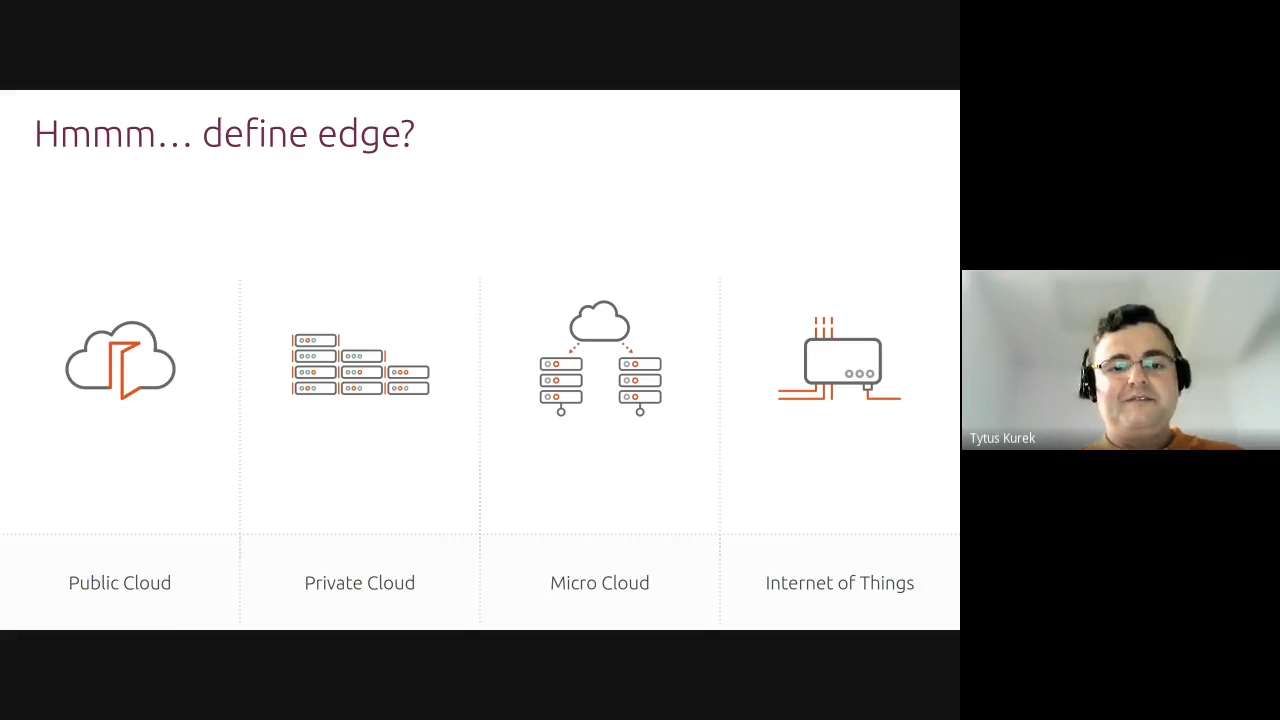 Hmmm... define edge?
Public Cloud
Private Cloud
Micro Cloud
Internet of Things
Tytus Kurek